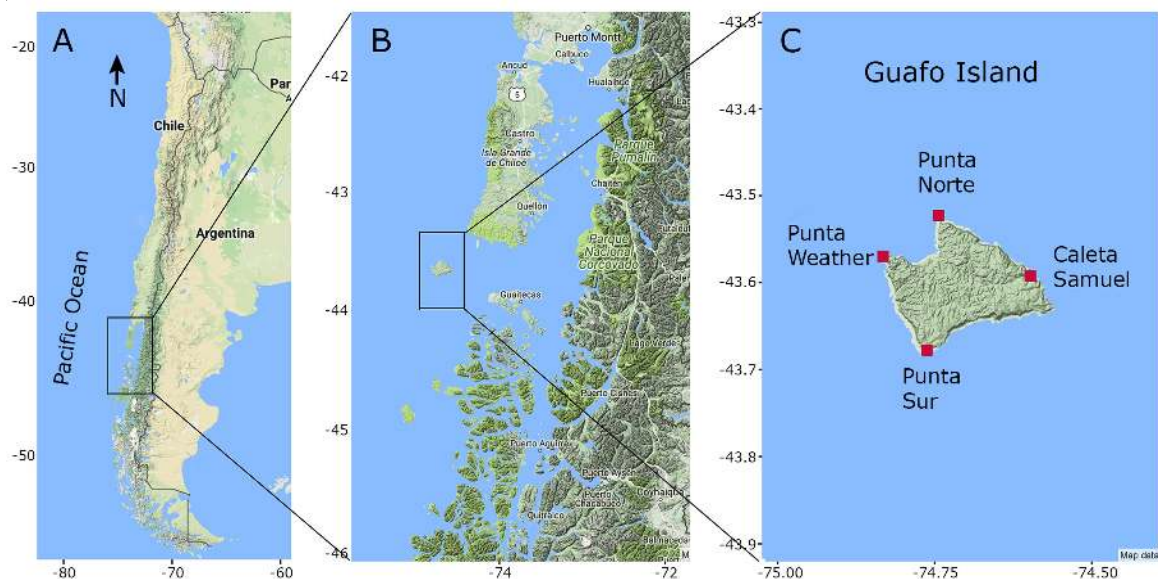 A
N
-20
-30
-40
-50
-80
-70
-60
Pacific Ocean
Chile
Argentina
Par
B
-42
-43
-44
-45
-46
-74
-72
Puerto Montt
Calbuco
Ancud
Hualaihue
5
Castro
Isla Grande
de Chiloé
Parque
Pumalín
Chaitén
Quellón
Parque
Nacional
Corcovado
Guaitecas
Lago Verde
Puerto Cisnes
Puerto Aysén
Puerto
Chacabuco
Coyhaique
Quitralco
M
C
Guafo Island
-43.3
-43.4
-43.5
-43.6
-43.7
-43.8
-43.9
-75.00
-74.75
-74.50
Punta
Norte
Punta
Weather
Caleta
Samuel
Punta
Sur
Map data